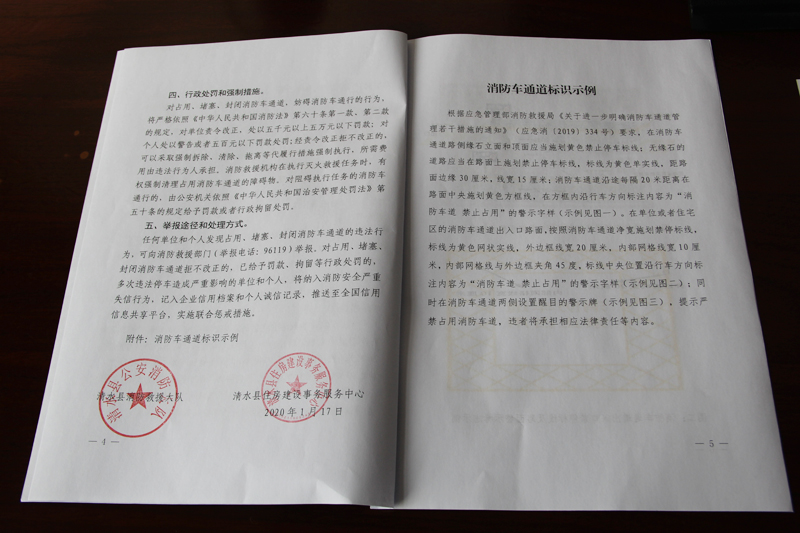 四、行政处罚和强制措施。
对占用、堵塞、封闭消防车通道，妨碍消防车通行的行为，
将严格依照《中华人民共和国消防法》第六十条第一款、第二款
的规定，对单位责令改正，处以五千元以上五万元以下罚款；对
个人处以警告或者五百元以下罚款处罚;经责令改正拒不改正的，
可以采取强制拆除、清除、拖离等代履行措施强制执行，所需费
用由违法行为人承担。消防救援机构在执行灭火救援任务时，有
权强制清理占用消防车通道的障碍物。对阻碍执行任务的消防车
通行的，由公安机关依照《中华人民共和国治安管理处罚法》第
五十条的规定给予罚款或者行政拘留处罚。
五、举报途径和处理方式。
任何单位和个人发现占用、堵塞、封闭消防车通道的违法行
为，可向消防救援部门（举报电话：96119）举报。对占用、堵塞、
封闭消防车通道拒不改正的，已给予罚款、拘留等行政处罚的，
多次违法停车造成严重影响的单位和个人，将纳入消防安全严重
失信行为，记入企业信用档案和个人诚信记录，推送至全国信用
信息共享平台，实施联合惩戒措施。
附件：消防车通道标识示例
清水县消防救援大队
清水县公安消防大队
清水县住房建设事务服务中心
清水县住房建设事务服务中心
2020年1月17日
— 4 —
消防车通道标识示例
根据应急管理部消防救援局《关于进一步明确消防车通道管
理若干措施的通知》（应急消〔2019〕334号）要求，在消防车
通道路侧缘石立面和顶面应当施划黄色禁止停车标线；无缘石的
道路应当在路面上施划禁止停车标线，标线为黄色单实线，距路
面边缘30厘米，线宽15厘米；消防车通道沿途每隔20米距离在
路面中央施划黄色方框线，在方框内沿行车方向标注内容为“消
防车道 禁止占用”的警示字样（示例见图一）。在单位或者住宅
区的消防车通道出入口路面，按照消防车通道净宽施划禁停标线，
标线为黄色网状实线，外边框线宽20厘米，内部网格线宽10厘
米，内部网格线与外边框夹角45度，标线中央位置沿行车方向标
注内容为“消防车道 禁止占用”的警示字样（示例见图二）；同
时在消防车通道两侧设置醒目的警示牌（示例见图三），提示严
禁占用消防车道，违者将承担相应法律责任等内容。
— 5 —